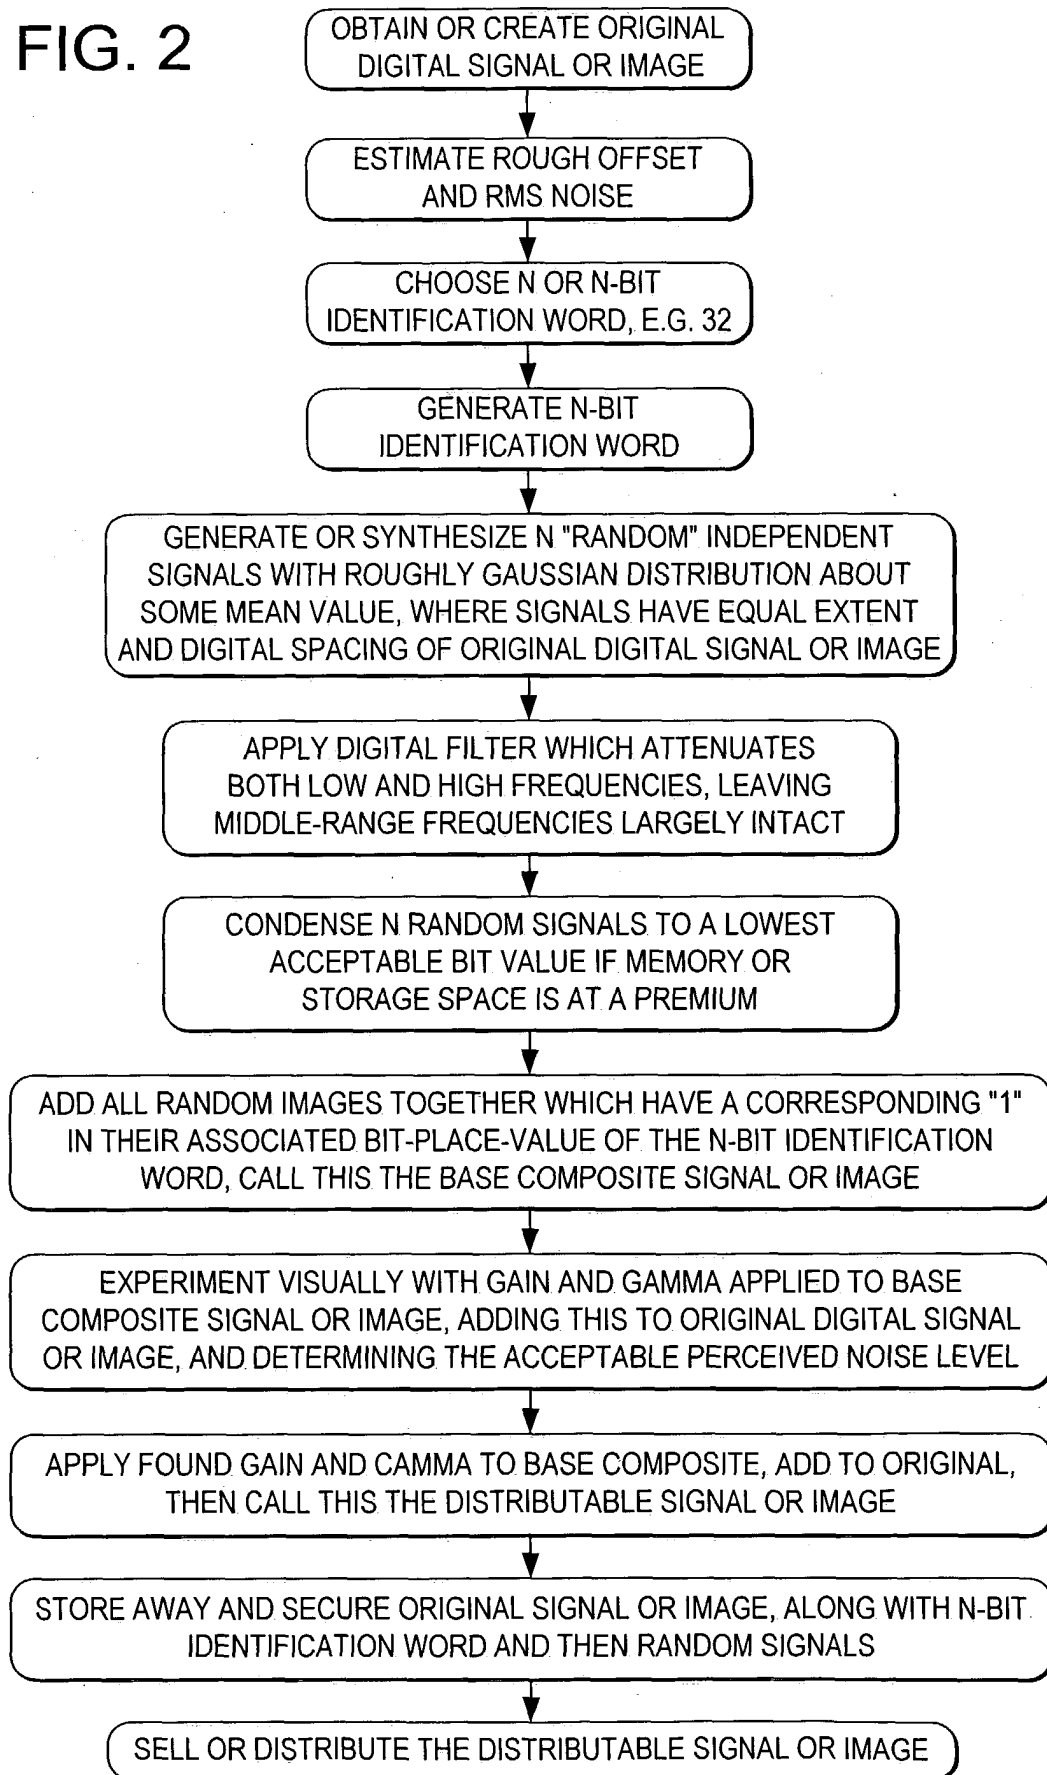 FIG. 2
OBTAIN OR CREATE ORIGINAL
DIGITAL SIGNAL OR IMAGE
ESTIMATE ROUGH OFFSET
AND RMS NOISE
CHOOSE N OR N-BIT
IDENTIFICATION WORD, E.G. 32
GENERATE N-BIT
IDENTIFICATION WORD
GENERATE OR SYNTHESIZE N "RANDOM" INDEPENDENT
SIGNALS WITH ROUGHLY GAUSSIAN DISTRIBUTION ABOUT
SOME MEAN VALUE, WHERE SIGNALS HAVE EQUAL EXTENT
AND DIGITAL SPACING OF ORIGINAL DIGITAL SIGNAL OR IMAGE
APPLY DIGITAL FILTER WHICH ATTENUATES
BOTH LOW AND HIGH FREQUENCIES, LEAVING
MIDDLE-RANGE FREQUENCIES LARGELY INTACT
CONDENSE N RANDOM SIGNALS TO A LOWEST
ACCEPTABLE BIT VALUE IF MEMORY OR
STORAGE SPACE IS AT A PREMIUM
ADD ALL RANDOM IMAGES TOGETHER WHICH HAVE A CORRESPONDING "1"
IN THEIR ASSOCIATED BIT-PLACE-VALUE OF THE N-BIT IDENTIFICATION
WORD, CALL THIS THE BASE COMPOSITE SIGNAL OR IMAGE
EXPERIMENT VISUALLY WITH GAIN AND GAMMA APPLIED TO BASE
COMPOSITE SIGNAL OR IMAGE, ADDING THIS TO ORIGINAL DIGITAL SIGNAL
OR IMAGE, AND DETERMINING THE ACCEPTABLE PERCEIVED NOISE LEVEL
APPLY FOUND GAIN AND CAMMA TO BASE COMPOSITE, ADD TO ORIGINAL,
THEN CALL THIS THE DISTRIBUTABLE SIGNAL OR IMAGE
STORE AWAY AND SECURE ORIGINAL SIGNAL OR IMAGE, ALONG WITH N-BIT
IDENTIFICATION WORD AND THEN RANDOM SIGNALS
SELL OR DISTRIBUTE THE DISTRIBUTABLE SIGNAL OR IMAGE